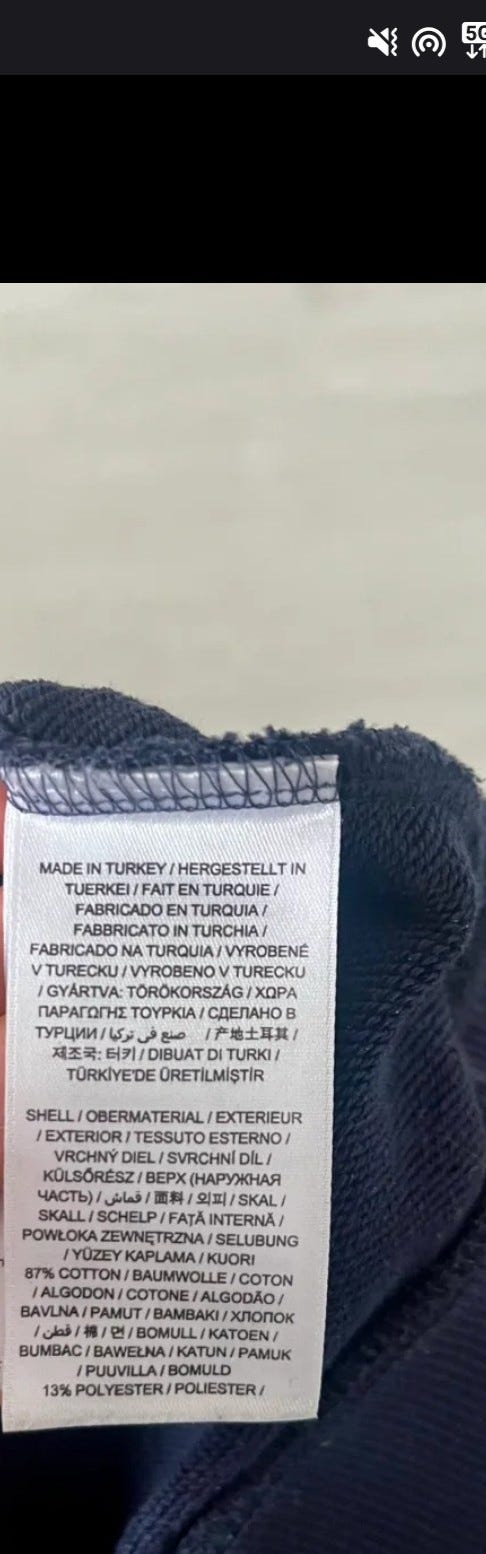 5G
MADE IN TURKEY / HERGESTELLT IN
TUERKEI / FAIT EN TURQUIE /
FABRICADO EN TURQUIA /
FABBRICATO IN TURCHIA /
FABRICADO NA TURQUIA / VYROBENÉ
V TURECKU / VYROBENO V TURECKU
/ GYÁRTVA: TÖRÖKORSZÁG / ΧΩΡΑ
ΠΑΡΑΓΩΓΗΣ ΤΟΥΡΚΙΑ / СДЕЛАНО В
ТУРЦИИ / صنع في تركيا / 产地土耳其 /
제조국: 터키 / DIBUAT DI TURKI /
TÜRKİYE'DE ÜRETİLMİŞTİR
SHELL / OBERMATERIAL / EXTERIEUR
/ EXTERIOR / TESSUTO ESTERNO /
VRCHNÝ DIEL / SVRCHNÍ DÍL /
KÜLSŐRÉSZ / ВЕРХ (НАРУЖНАЯ
ЧАСТЬ) / قماش / 面料 / 외피 / SKAL /
SKALL / SCHELP / FAȚĂ INTERNĂ /
POWŁOKA ZEWNĘTRZNA / SELUBUNG
/ YÜZEY KAPLAMA / KUORI
87% COTTON / BAUMWOLLE / COTON
/ ALGODON / COTONE / ALGODÃO /
BAVLNA / PAMUT / BAMBAKI / ХЛОПОК
/ قطن / 棉 / 면 / BOMULL / KATOEN /
BUMBAC / BAWEŁNA / KATUN / PAMUK
/ PUUVILLA / BOMULD
13% POLYESTER / POLIESTER /